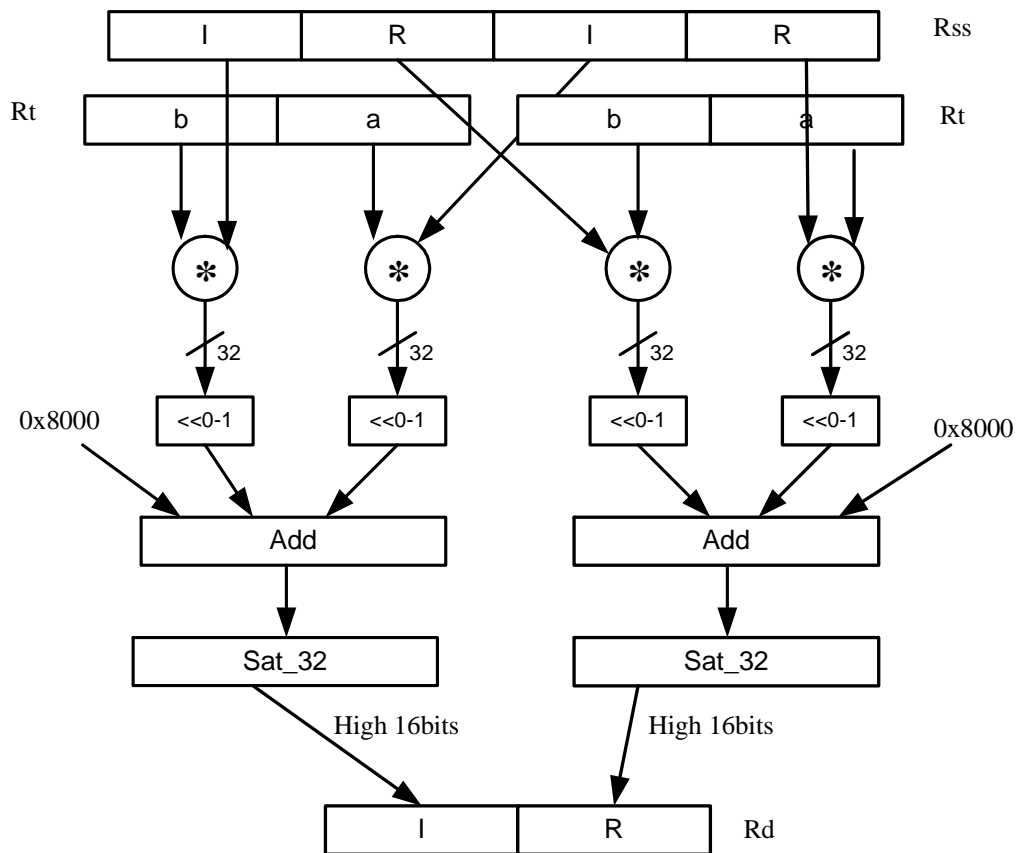 I R I R Rss
Rt b a b a Rt
* * * *
32 32 32 32
<<0-1 <<0-1 <<0-1 <<0-1
0x8000 0x8000
Add Add
Sat_32 Sat_32
High 16bits High 16bits
I R Rd